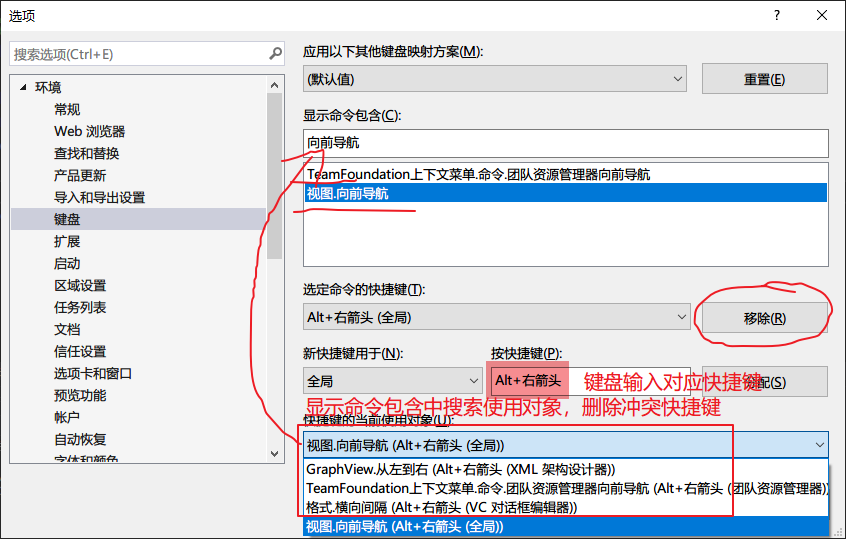 选项
搜索选项(Ctrl+E)
环境
常规
Web 浏览器
查找和替换
产品更新
导入和导出设置
键盘
扩展
启动
区域设置
任务列表
文档
信任设置
选项卡和窗口
预览功能
帐户
自动恢复
字体和颜色
应用以下其他键盘映射方案(M):
(默认值)
重置(E)
显示命令包含(C):
向前导航
TeamFoundation上下文菜单.命令.团队资源管理器向前导航
视图.向前导航
选定命令的快捷键(T):
Alt+右箭头 (全局)
移除(R)
新快捷键用于(N):
按快捷键(P):
全局
Alt+右箭头
键盘输入对应快捷键
分配(S)
显示命令包含中搜索使用对象，删除冲突快捷键
快捷键的当前使用对象(U):
视图.向前导航 (Alt+右箭头 (全局))
GraphView.从左到右 (Alt+右箭头 (XML 架构设计器))
TeamFoundation上下文菜单.命令.团队资源管理器向前导航 (Alt+右箭头 (团队资源管理器))
格式.横向间隔 (Alt+右箭头 (VC 对话框编辑器))
视图.向前导航 (Alt+右箭头 (全局))